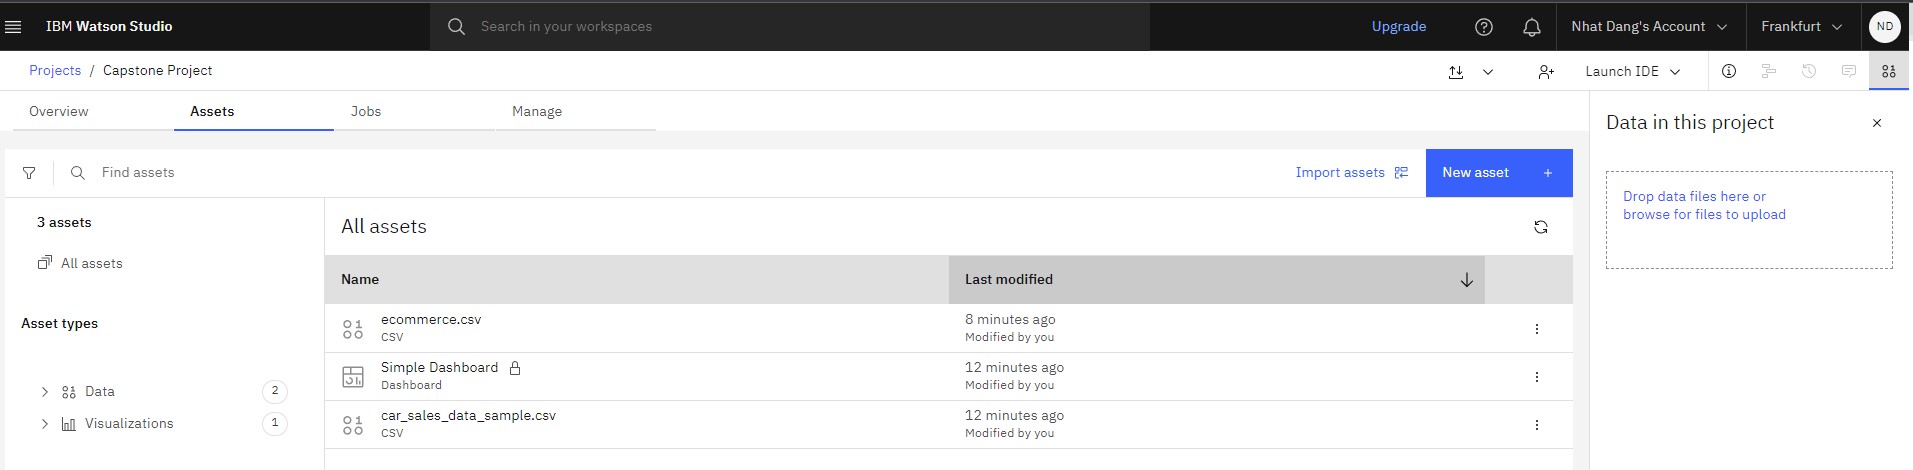 IBM Watson Studio
Search in your workspaces
Upgrade
Nhat Dang's Account
Frankfurt
ND
Projects / Capstone Project
Launch IDE
Overview
Assets
Jobs
Manage
Data in this project
Find assets
Import assets
New asset +
Drop data files here or
browse for files to upload
3 assets
All assets
Asset types
Data 2
Visualizations 1
All assets
Name
Last modified
ecommerce.csv
CSV
8 minutes ago
Modified by you
Simple Dashboard
Dashboard
12 minutes ago
Modified by you
car_sales_data_sample.csv
CSV
12 minutes ago
Modified by you